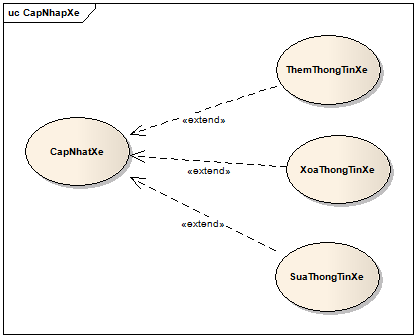 uc CapNhapXe
ThemThongTinXe
«extend»
CapNhatXe
«extend»
XoaThongTinXe
«extend»
SuaThongTinXe